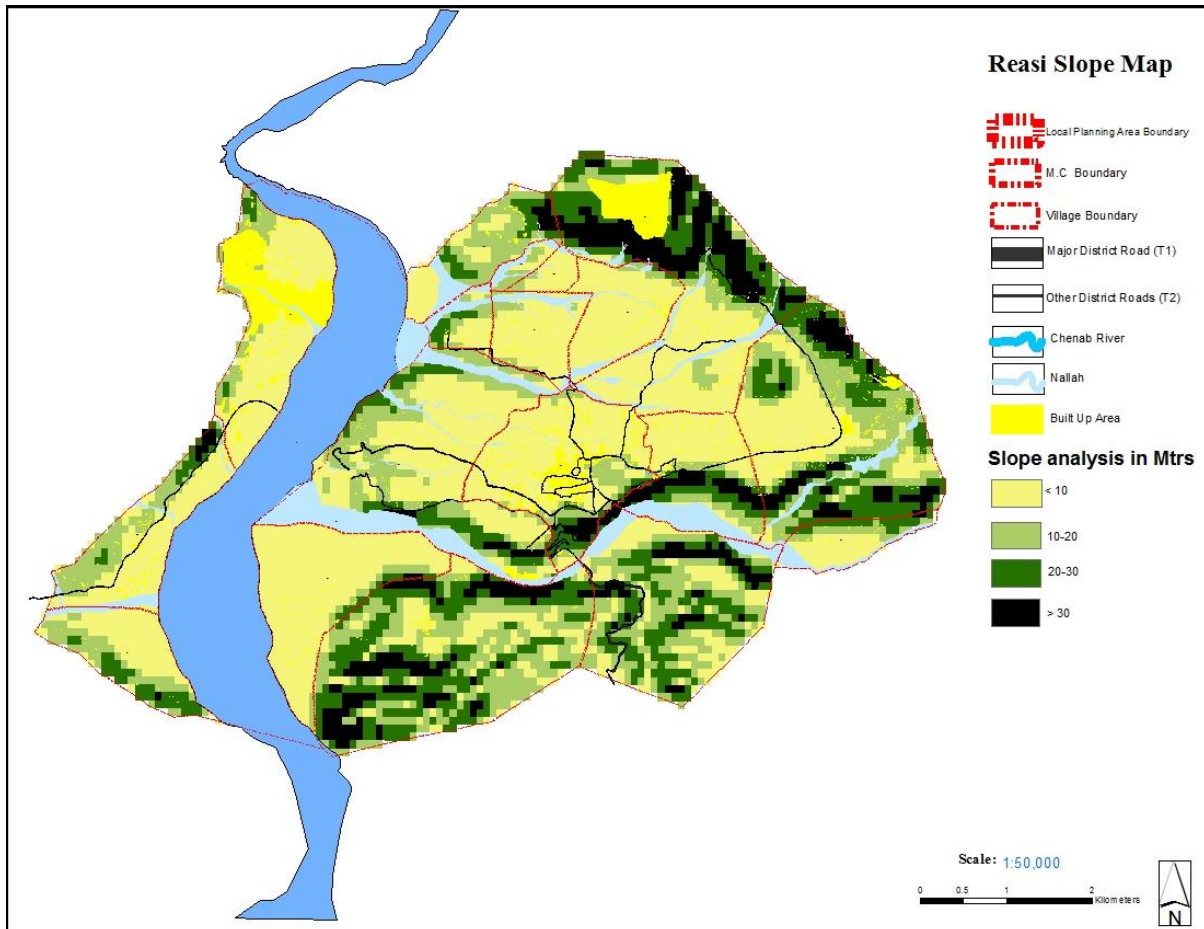 Reasi Slope Map
Local Planning Area Boundary
M.C Boundary
Village Boundary
Major District Road (T1)
Other District Roads (T2)
Chenab River
Nallah
Built Up Area
Slope analysis in Mtrs
< 10
10-20
20-30
> 30
Scale: 1:50,000
0 0.5 1 2
Kilometers
N